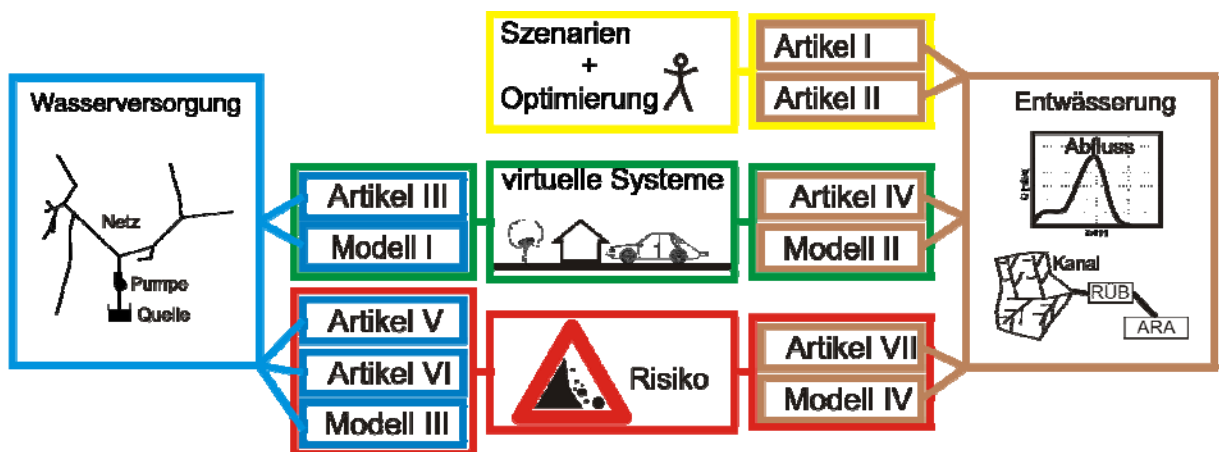 Szenarien
+
Optimierung
Artikel I
Artikel II
Wasserversorgung
Netz
Pumpe
Quelle
Artikel III
Modell I
virtuelle Systeme
Artikel IV
Modell II
Entwässerung
Abfluss
Kanal
RÜB
ARA
Artikel V
Artikel VI
Modell III
Risiko
Artikel VII
Modell IV